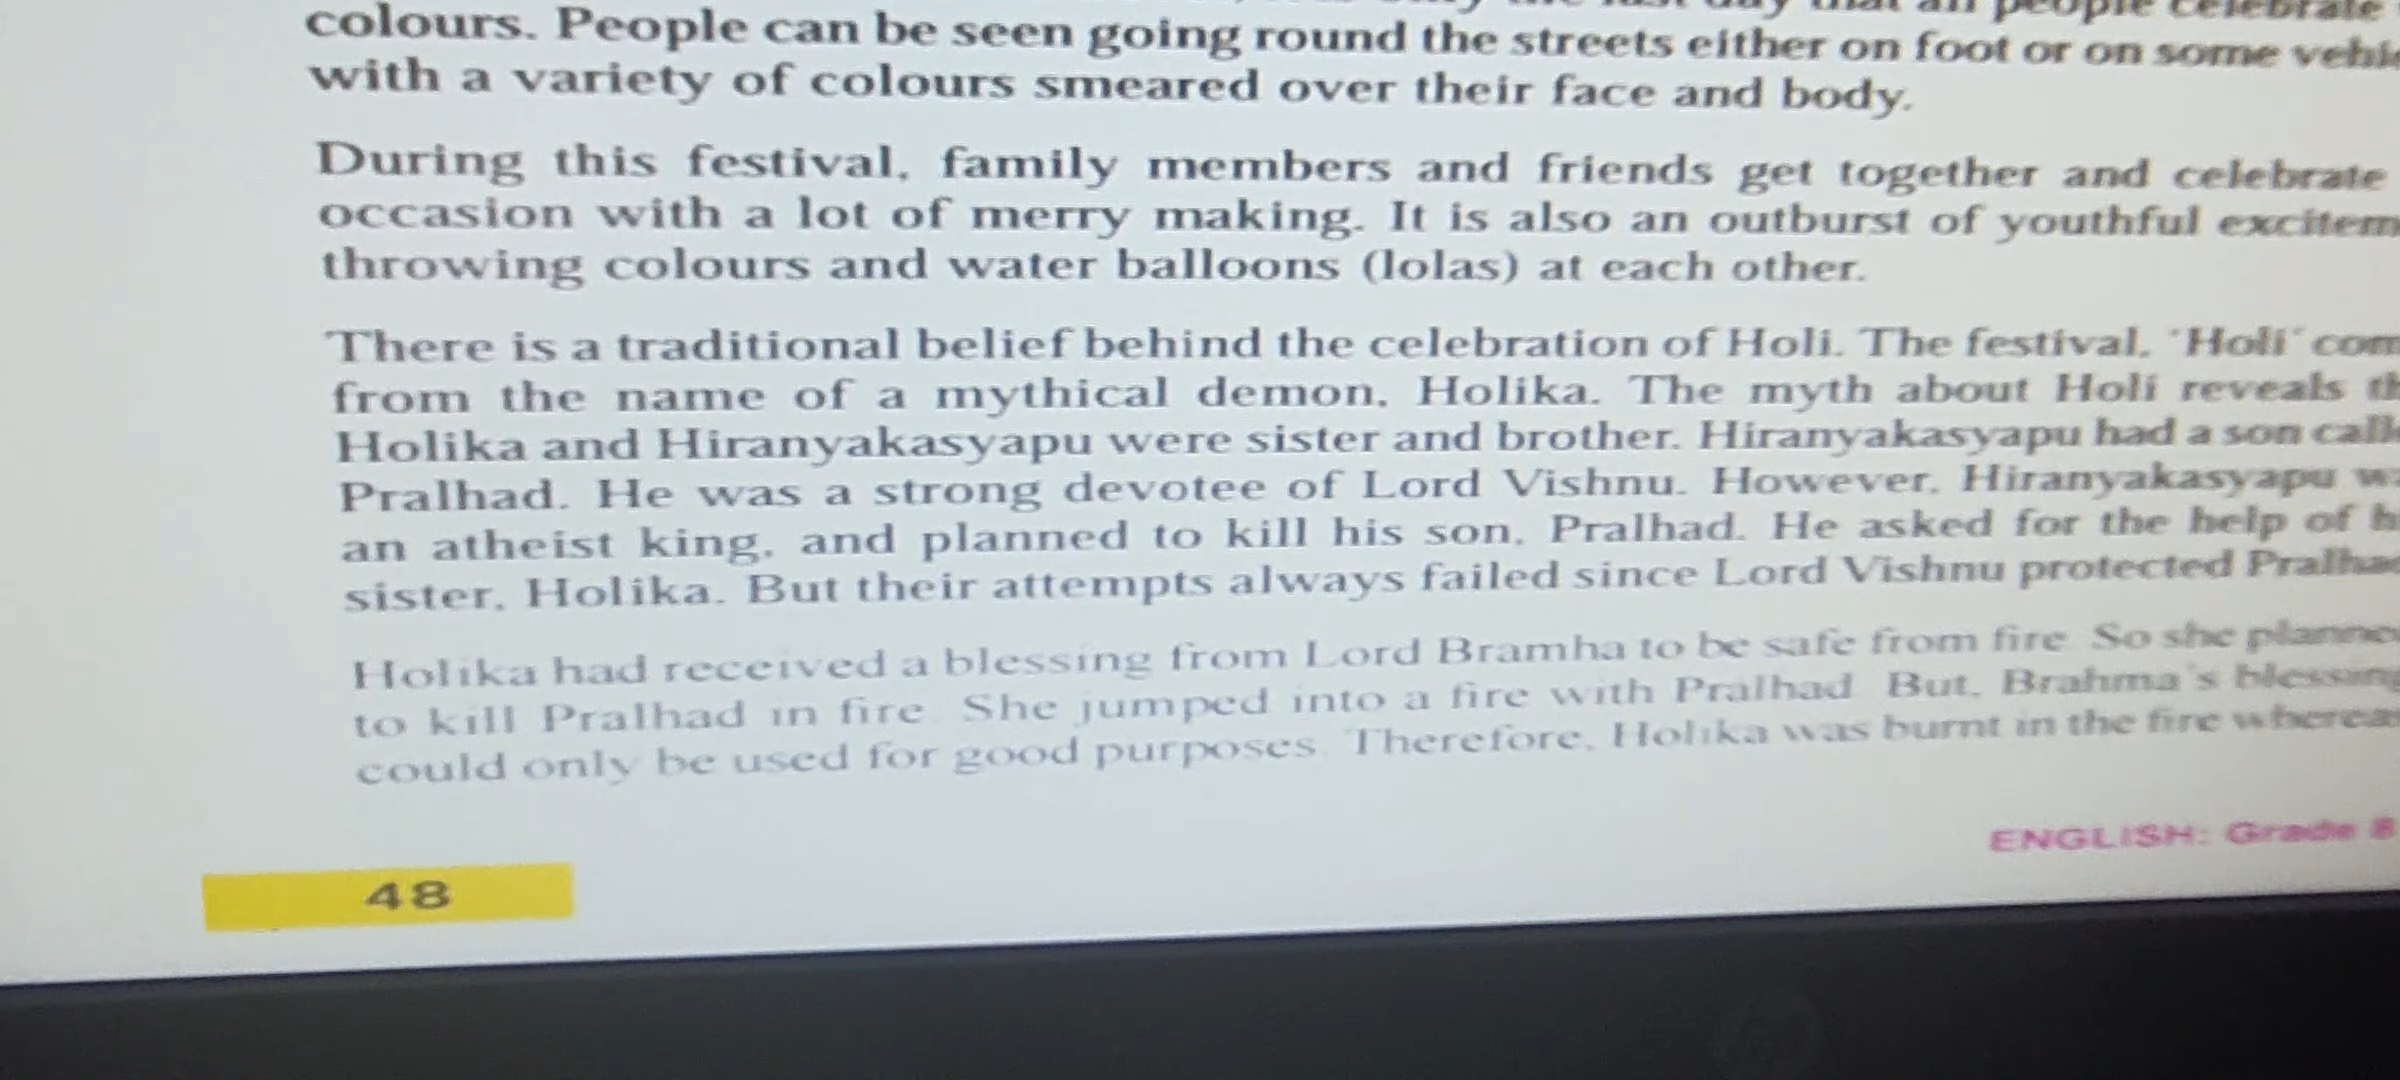 colours. People can be seen going round the streets either on foot or on some
with a variety of colours smeared over their face and body.
During this festival, family members and friends get together and celebrate
occasion with a lot of merry making. It is also an outburst of youthful excitem
throwing colours and water balloons (lolas) at each other.
There is a traditional belief behind the celebration of Holi. The festival, 'Holi' com
from the name of a mythical demon, Holika. The myth about Holi reveals th
Holika and Hiranyakasyapu were sister and brother. Hiranyakasyapu had a son call
Pralhad. He was a strong devotee of Lord Vishnu. However, Hiranyakasyapu w
an atheist king, and planned to kill his son, Pralhad. He asked for the help of h
sister, Holika. But their attempts always failed since Lord Vishnu protected Pralhad
Holika had received a blessing from Lord Bramha to be safe from fire. So she planne
to kill Pralhad in fire. She jumped into a fire with Pralhad. But, Brahma's blessing
could only be used for good purposes. Therefore, Holika was burnt in the fire wherea
ENGLISH: Grade 8
48